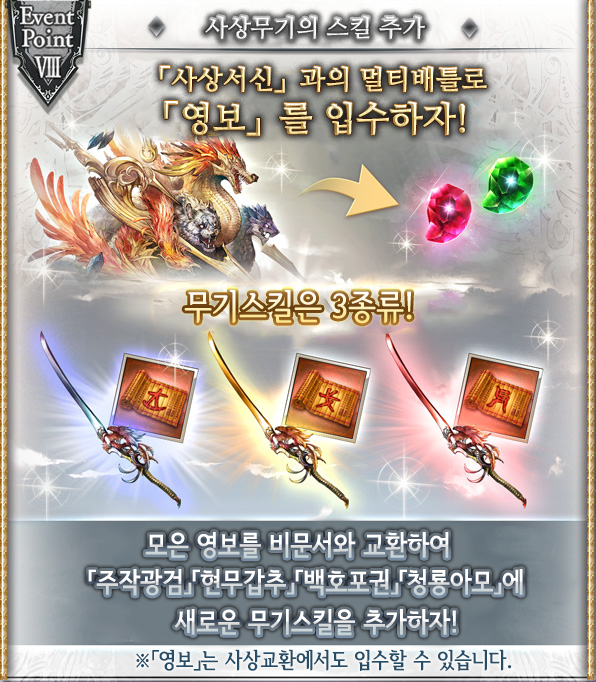 Event
Point
VIII
사상무기의 스킬 추가
「사상서신」과의 멀티배틀로
「영보」를 입수하자!
무기스킬은 3종류!
모은 영보를 비문서와 교환하여
「주작광검」「현무갑추」「백호포권」「청룡아모」에
새로운 무기스킬을 추가하자!
※「영보」는 사상교환에서도 입수할 수 있습니다.